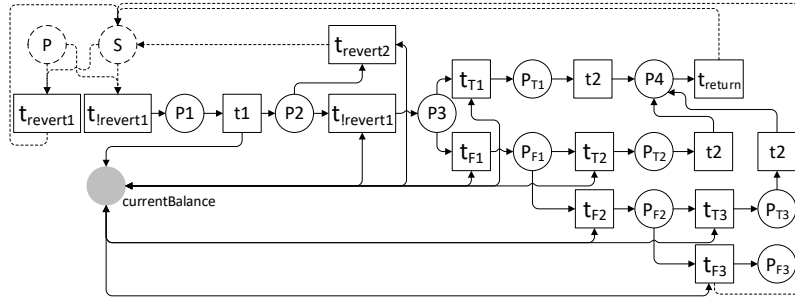 P
S
t_revert2
t_revert1
t_!revert1
P1
t1
P2
t_!revert1
P3
t_T1
P_T1
t2
P4
t_return
t_F1
P_F1
t_T2
P_T2
t2
t2
currentBalance
t_F2
P_F2
t_T3
P_T3
t_F3
P_F3